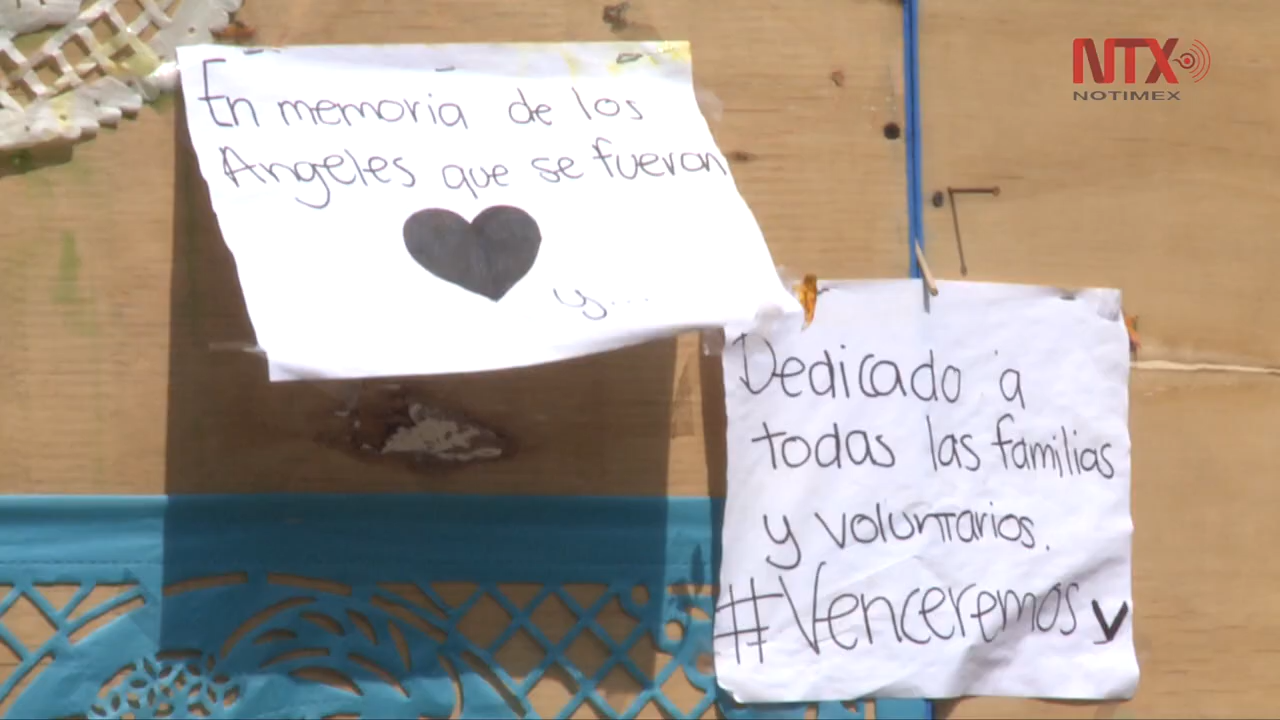 En memoria de los
Angeles que se fueron
y...
Dedicado a
todas las familias
y voluntarios.
#Venceremos
NTX
NOTIMEX